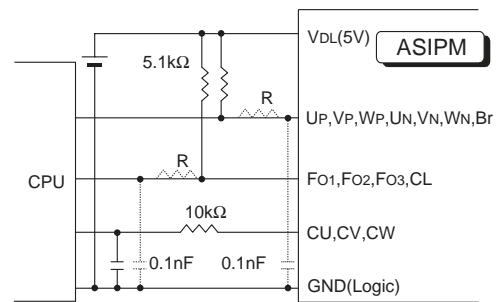 VDL(5V)
ASIPM
5.1kΩ
R
UP,VP,WP,UN,VN,WN,Br
R
CPU
FO1,FO2,FO3,CL
10kΩ
CU,CV,CW
0.1nF
0.1nF
GND(Logic)